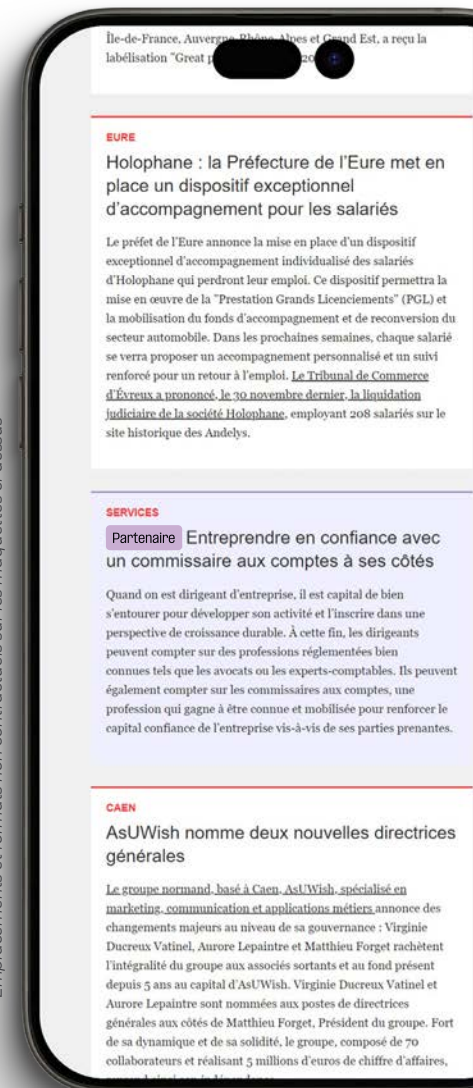 Île-de-France, Auvergne-Rhône-Alpes et Grand Est, a reçu la
labélisation "Great
EURE
Holophane : la Préfecture de l'Eure met en
place un dispositif exceptionnel
d'accompagnement pour les salariés
Le préfet de l'Eure annonce la mise en place d'un dispositif
exceptionnel d'accompagnement individualisé des salariés
d'Holophane qui perdront leur emploi. Ce dispositif permettra la
mise en œuvre de la "Prestation Grands Licenciements" (PGL) et
la mobilisation du fonds d'accompagnement et de reconversion du
secteur automobile. Dans les prochaines semaines, chaque salarié
se verra proposer un accompagnement personnalisé et un suivi
renforcé pour un retour à l'emploi. Le Tribunal de Commerce
d'Évreux a prononcé, le 30 novembre dernier, la liquidation
judiciaire de la société Holophane, employant 208 salariés sur le
site historique des Andelys.
SERVICES
Partenaire Entreprendre en confiance avec
un commissaire aux comptes à ses côtés
Quand on est dirigeant d'entreprise, il est capital de bien
s'entourer pour développer son activité et l'inscrire dans une
perspective de croissance durable. À cette fin, les dirigeants
peuvent compter sur des professions réglementées bien
connues tels que les avocats ou les experts-comptables. Ils peuvent
également compter sur les commissaires aux comptes, une
profession qui gagne à être connue et mobilisée pour renforcer le
capital confiance de l'entreprise vis-à-vis de ses parties prenantes.
CAEN
AsUWish nomme deux nouvelles directrices
générales
Le groupe normand, basé à Caen, AsUWish, spécialisé en
marketing, communication et applications métiers annonce des
changements majeurs au niveau de sa gouvernance : Virginie
Ducreux Vatinel, Aurore Lepaintre et Matthieu Forget rachètent
l'intégralité du groupe aux associés sortants et au fond présent
depuis 5 ans au capital d'AsUWish. Virginie Ducreux Vatinel et
Aurore Lepaintre sont nommées aux postes de directrices
générales aux côtés de Matthieu Forget, Président du groupe. Fort
de sa dynamique et de sa solidité, le groupe, composé de 70
collaborateurs et réalisant 5 millions d'euros de chiffre d'affaires,